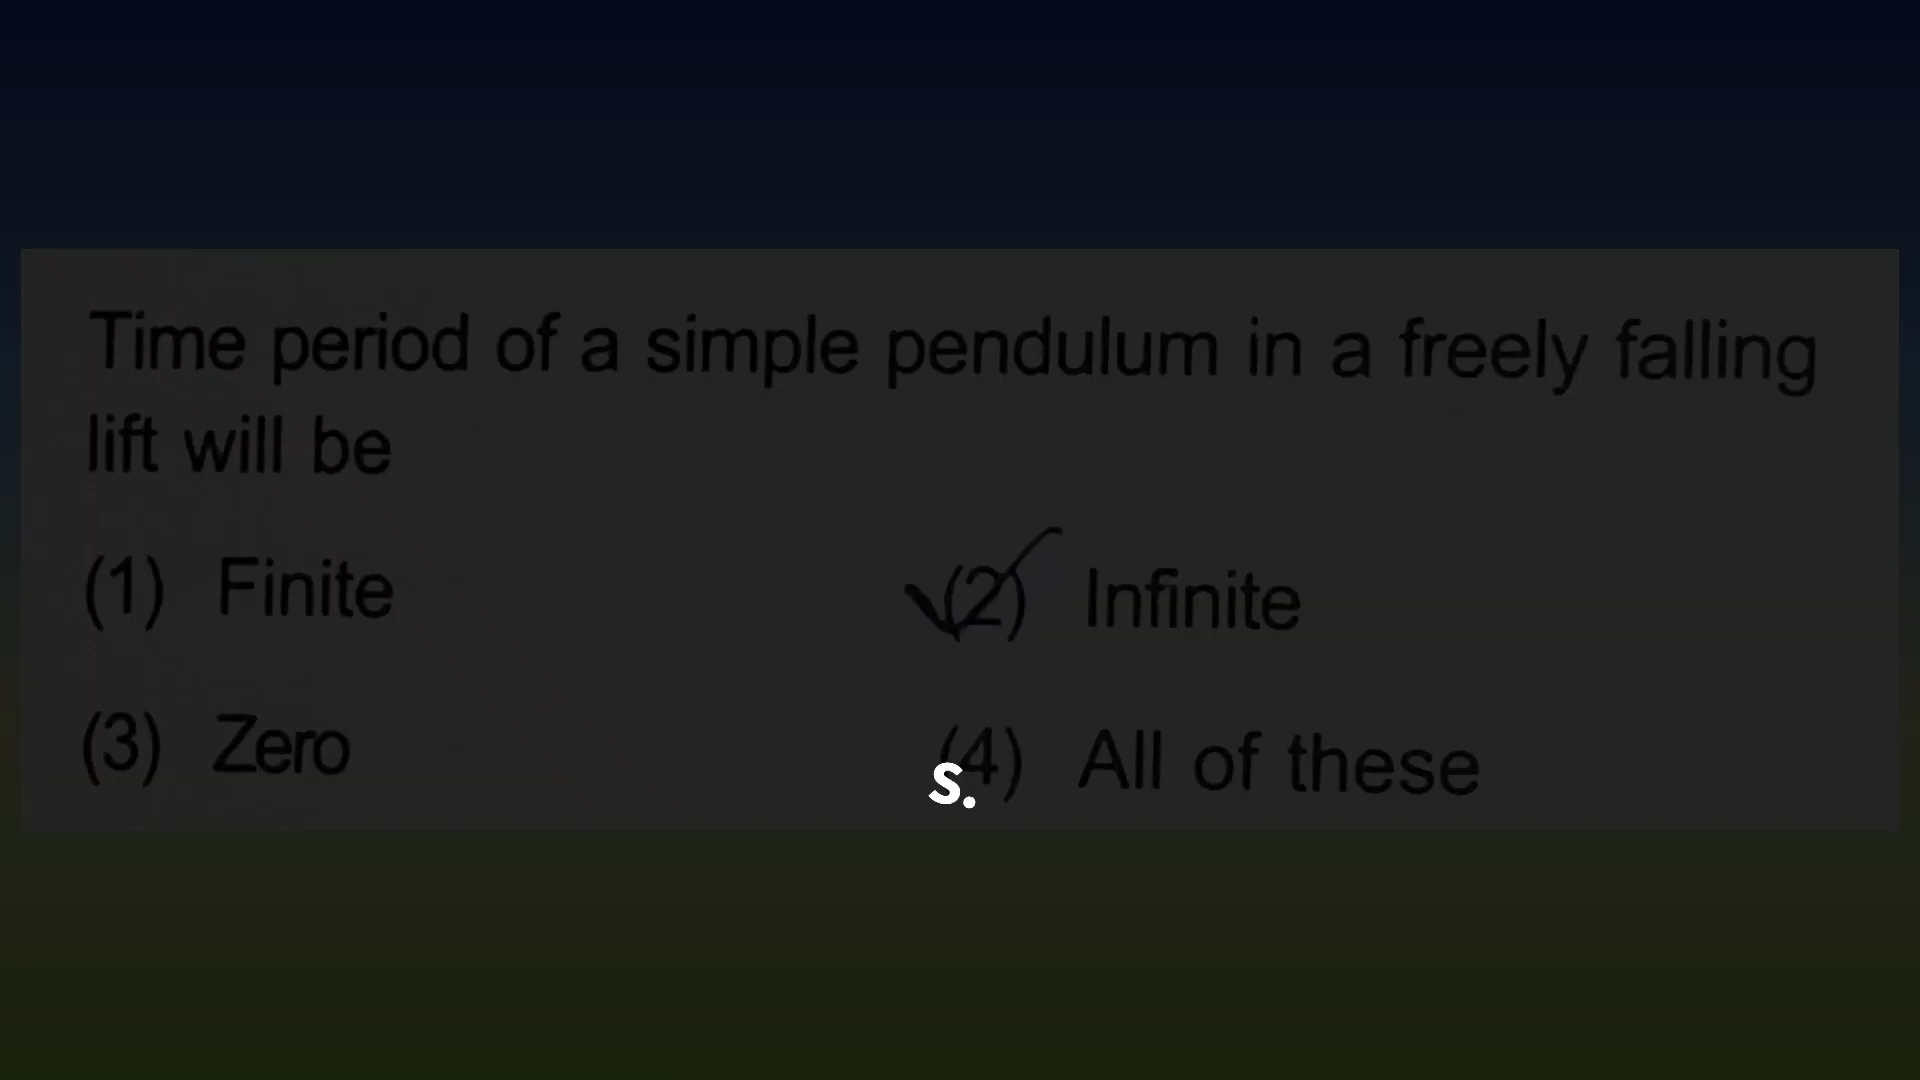 Time period of a simple pendulum in a freely falling
lift will be
(1) Finite
(2) Infinite
(3) Zero
(4) All of these
s.